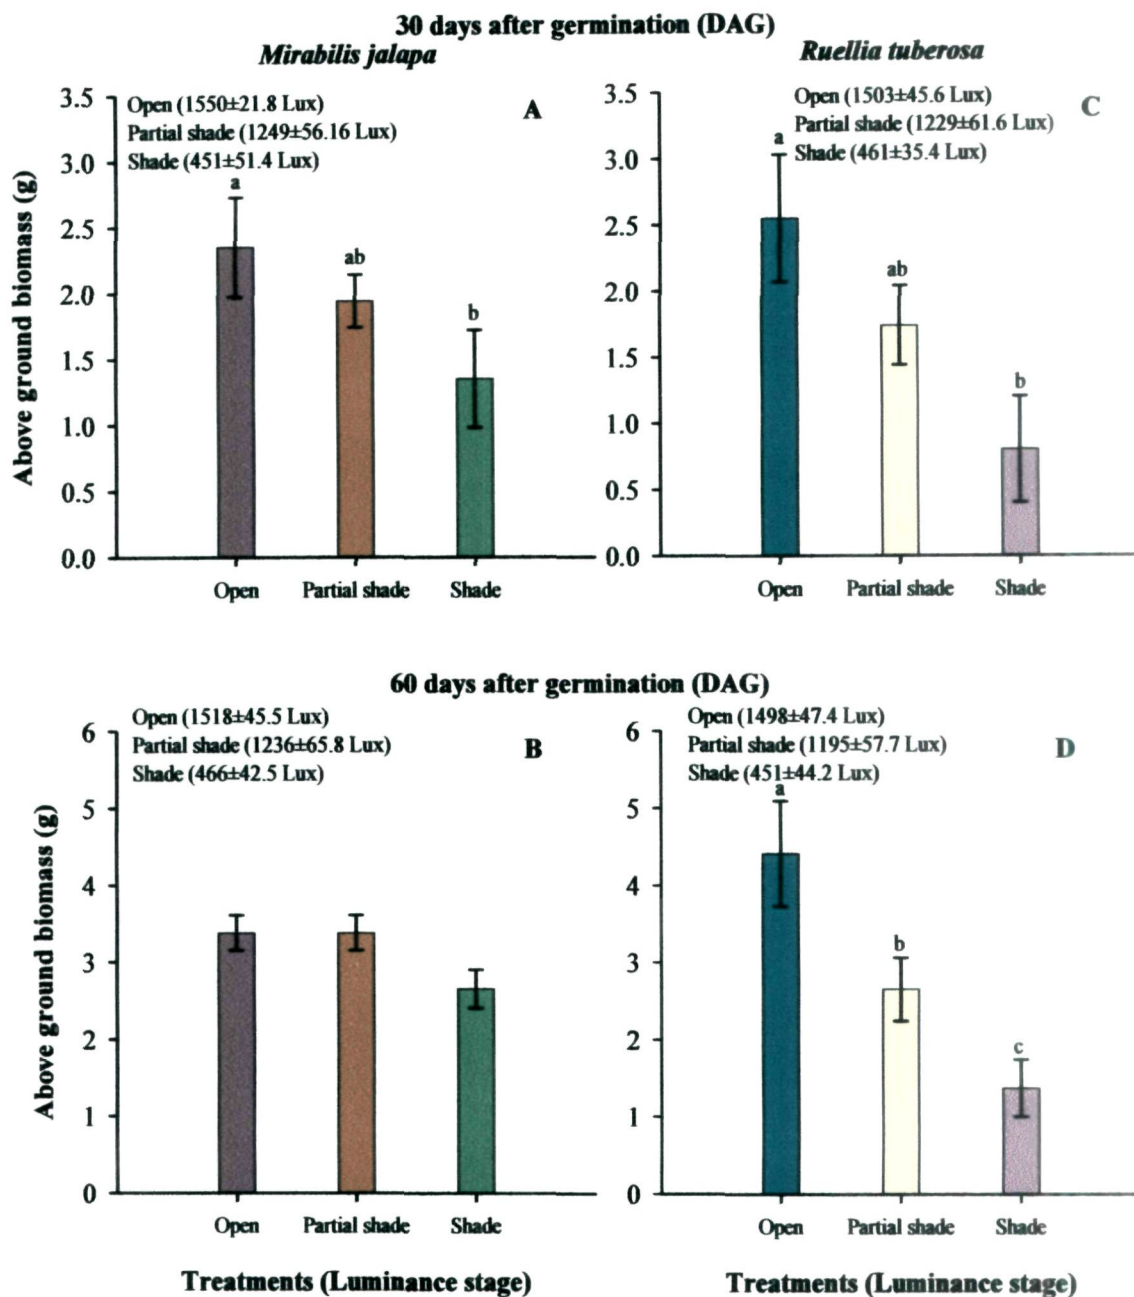 30 days after germination (DAG)
Mirabilis jalapa
Ruellia tuberosa
Open (1550±21.8 Lux)
Partial shade (1249±56.16 Lux)
Shade (451±51.4 Lux)
A
Above ground biomass (g)
3.5
3.0
2.5
2.0
1.5
1.0
0.5
0.0
a
ab
b
Open
Partial shade
Shade
Open (1503±45.6 Lux)
Partial shade (1229±61.6 Lux)
Shade (461±35.4 Lux)
C
3.5
3.0
2.5
2.0
1.5
1.0
0.5
0.0
a
ab
b
Open
Partial shade
Shade
60 days after germination (DAG)
Open (1518±45.5 Lux)
Partial shade (1236±65.8 Lux)
Shade (466±42.5 Lux)
B
Above ground biomass (g)
6
5
4
3
2
1
0
Open
Partial shade
Shade
Treatments (Luminance stage)
Open (1498±47.4 Lux)
Partial shade (1195±57.7 Lux)
Shade (451±44.2 Lux)
D
6
5
4
3
2
1
0
a
b
c
Open
Partial shade
Shade
Treatments (Luminance stage)